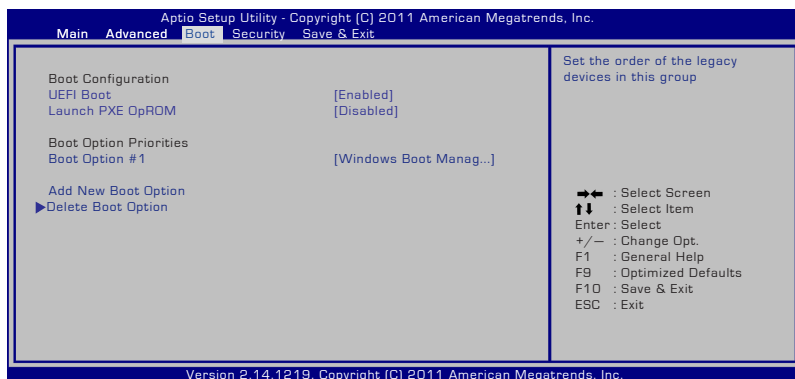 Aptio Setup Utility - Copyright (C) 2011 American Megatrends, Inc.
Main Advanced Boot Security Save & Exit
Boot Configuration
UEFI Boot [Enabled]
Launch PXE OpROM [Disabled]
Boot Option Priorities
Boot Option #1 [Windows Boot Manag...]
Add New Boot Option
▶Delete Boot Option
Set the order of the legacy
devices in this group
→← : Select Screen
↑↓ : Select Item
Enter : Select
+/— : Change Opt.
F1 : General Help
F9 : Optimized Defaults
F10 : Save & Exit
ESC : Exit
Version 2.14.1219. Copyright (C) 2011 American Megatrends, Inc.